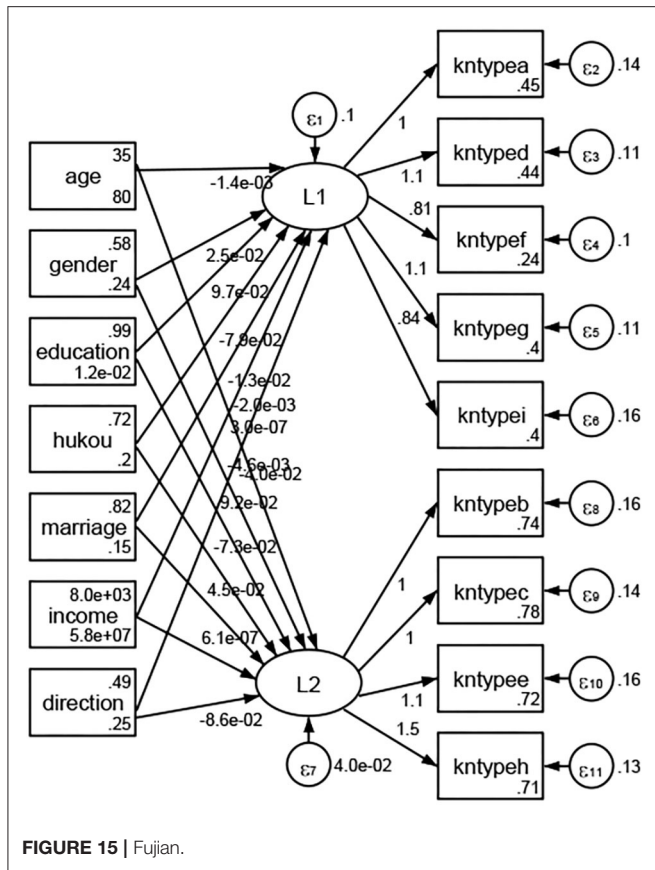 kntypea
.45
ε2
.14
ε1
.1
35
age
80
1
kntyped
.44
ε3
.11
-1.4e-03
L1
1.1
.58
gender
.24
.81
kntypef
.24
ε4
.1
2.5e-02
9.7e-02
1.1
.99
education
1.2e-02
.84
kntypeg
.4
ε5
.11
-7.9e-02
-1.3e-02
-2.0e-03
3.0e-07
.72
hukou
.2
kntypei
.4
ε6
.16
-4.6e-03
-4.0e-02
9.2e-02
.82
marriage
.15
kntypeb
.74
ε8
.16
-7.3e-02
4.5e-02
1
8.0e+03
income
5.8e+07
kntypec
.78
ε9
.14
6.1e-07
1
.49
direction
.25
L2
kntypee
.72
ε10
.16
-8.6e-02
1.1
1.5
ε7
4.0e-02
kntypeh
.71
ε11
.13
FIGURE 15 | Fujian.